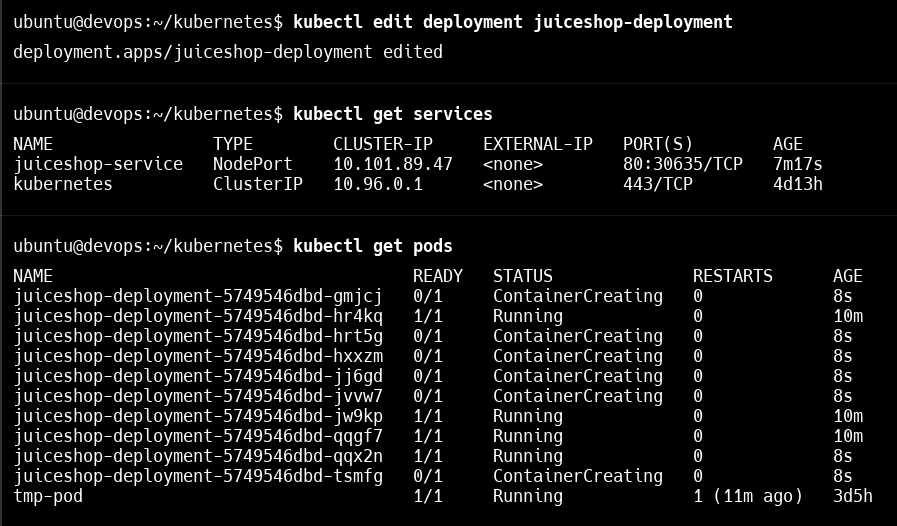 ubuntu@devops:~/kubernetes$ kubectl edit deployment juiceshop-deployment
deployment.apps/juiceshop-deployment edited
ubuntu@devops:~/kubernetes$ kubectl get services
NAME                TYPE        CLUSTER-IP     EXTERNAL-IP   PORT(S)        AGE
juiceshop-service   NodePort    10.101.89.47   <none>        80:30635/TCP   7m17s
kubernetes          ClusterIP   10.96.0.1      <none>        443/TCP        4d13h
ubuntu@devops:~/kubernetes$ kubectl get pods
NAME                                    READY   STATUS              RESTARTS      AGE
juiceshop-deployment-5749546dbd-gmjcj   0/1     ContainerCreating   0             8s
juiceshop-deployment-5749546dbd-hr4kq   1/1     Running             0             10m
juiceshop-deployment-5749546dbd-hrt5g   0/1     ContainerCreating   0             8s
juiceshop-deployment-5749546dbd-hxxzm   0/1     ContainerCreating   0             8s
juiceshop-deployment-5749546dbd-jj6gd   0/1     ContainerCreating   0             8s
juiceshop-deployment-5749546dbd-jvvw7   0/1     ContainerCreating   0             8s
juiceshop-deployment-5749546dbd-jw9kp   1/1     Running             0             10m
juiceshop-deployment-5749546dbd-qqgf7   1/1     Running             0             10m
juiceshop-deployment-5749546dbd-qqx2n   1/1     Running             0             8s
juiceshop-deployment-5749546dbd-tsmfg   0/1     ContainerCreating   0             8s
tmp-pod                                 1/1     Running             1 (11m ago)   3d5h